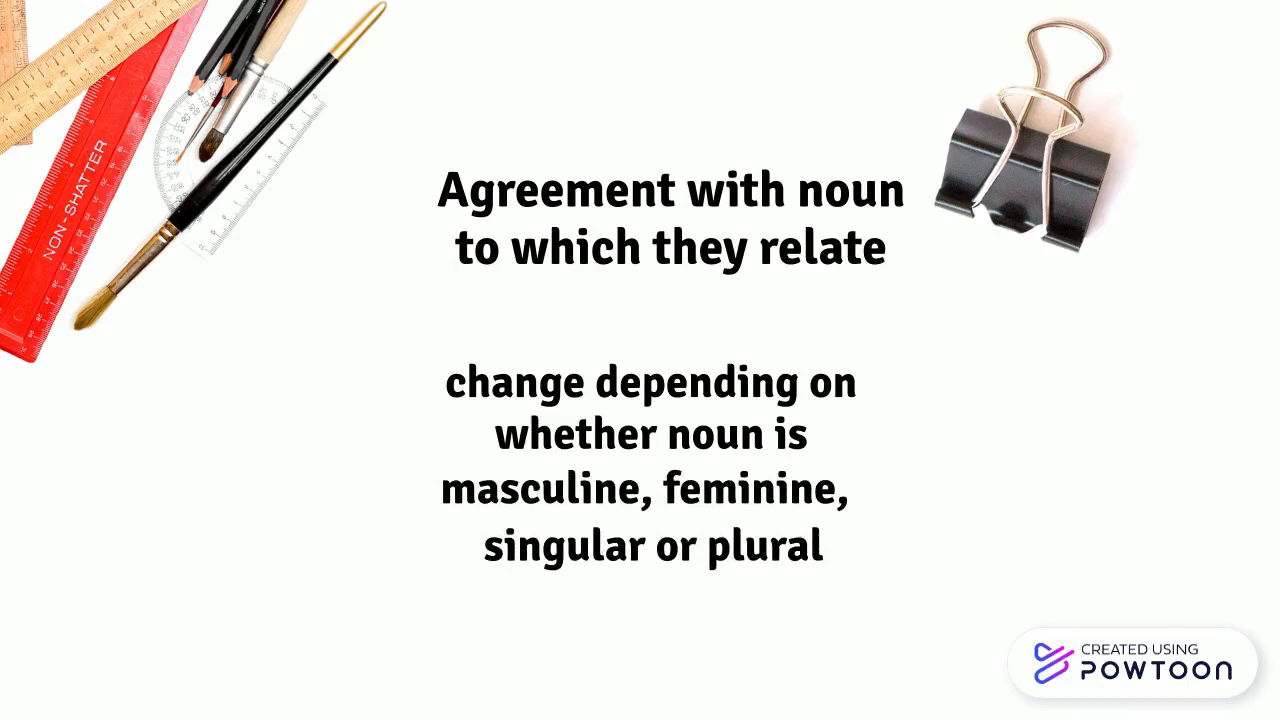 NON-SHATTER
Agreement with noun
to which they relate
change depending on
whether noun is
masculine, feminine,
singular or plural
CREATED USING
POWTOON